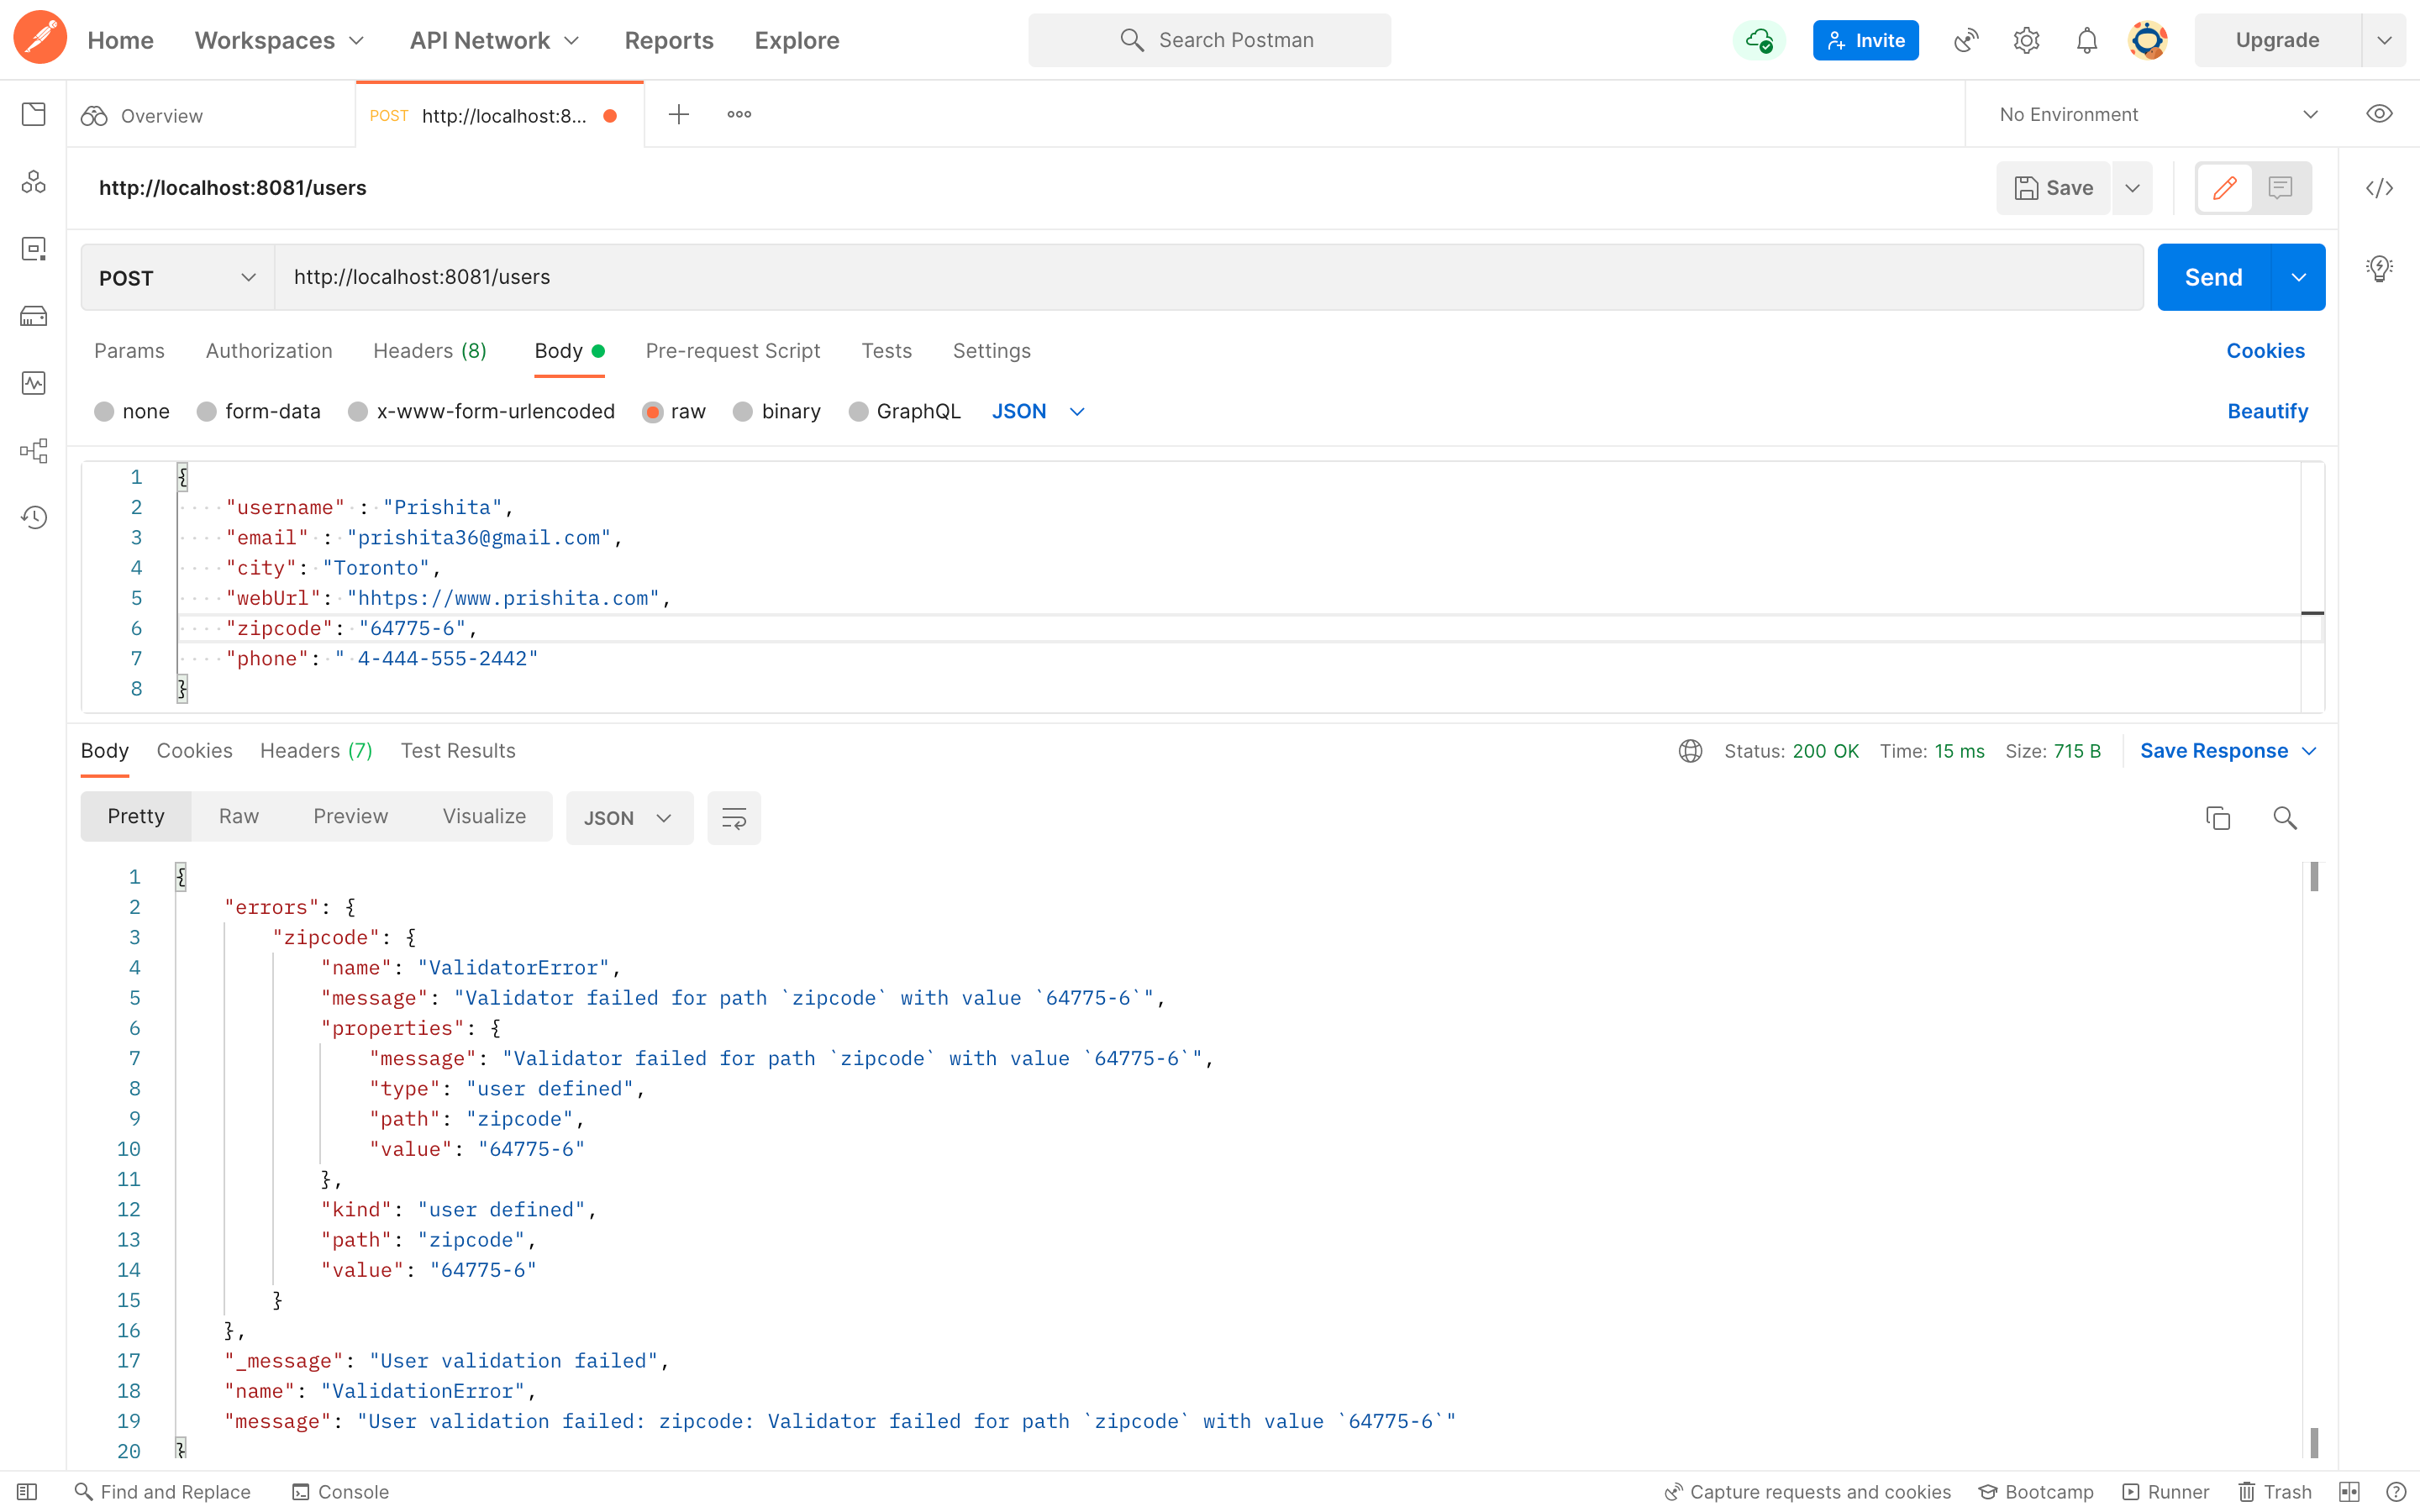 Home Workspaces API Network Reports Explore Search Postman Invite Upgrade
Overview POST http://localhost:8... No Environment
http://localhost:8081/users Save
POST http://localhost:8081/users Send
Params Authorization Headers (8) Body Pre-request Script Tests Settings Cookies
none form-data x-www-form-urlencoded raw binary GraphQL JSON Beautify
1 {
2 "username" : "Prishita",
3 "email" : "prishita36@gmail.com",
4 "city": "Toronto",
5 "webUrl": "hhtps://www.prishita.com",
6 "zipcode": "64775-6",
7 "phone": " 4-444-555-2442"
8 }
Body Cookies Headers (7) Test Results Status: 200 OK Time: 15 ms Size: 715 B Save Response
Pretty Raw Preview Visualize JSON
1 {
2 "errors": {
3 "zipcode": {
4 "name": "ValidatorError",
5 "message": "Validator failed for path `zipcode` with value `64775-6`",
6 "properties": {
7 "message": "Validator failed for path `zipcode` with value `64775-6`",
8 "type": "user defined",
9 "path": "zipcode",
10 "value": "64775-6"
11 },
12 "kind": "user defined",
13 "path": "zipcode",
14 "value": "64775-6"
15 }
16 },
17 "_message": "User validation failed",
18 "name": "ValidationError",
19 "message": "User validation failed: zipcode: Validator failed for path `zipcode` with value `64775-6`"
20 }
Find and Replace Console Capture requests and cookies Bootcamp Runner Trash